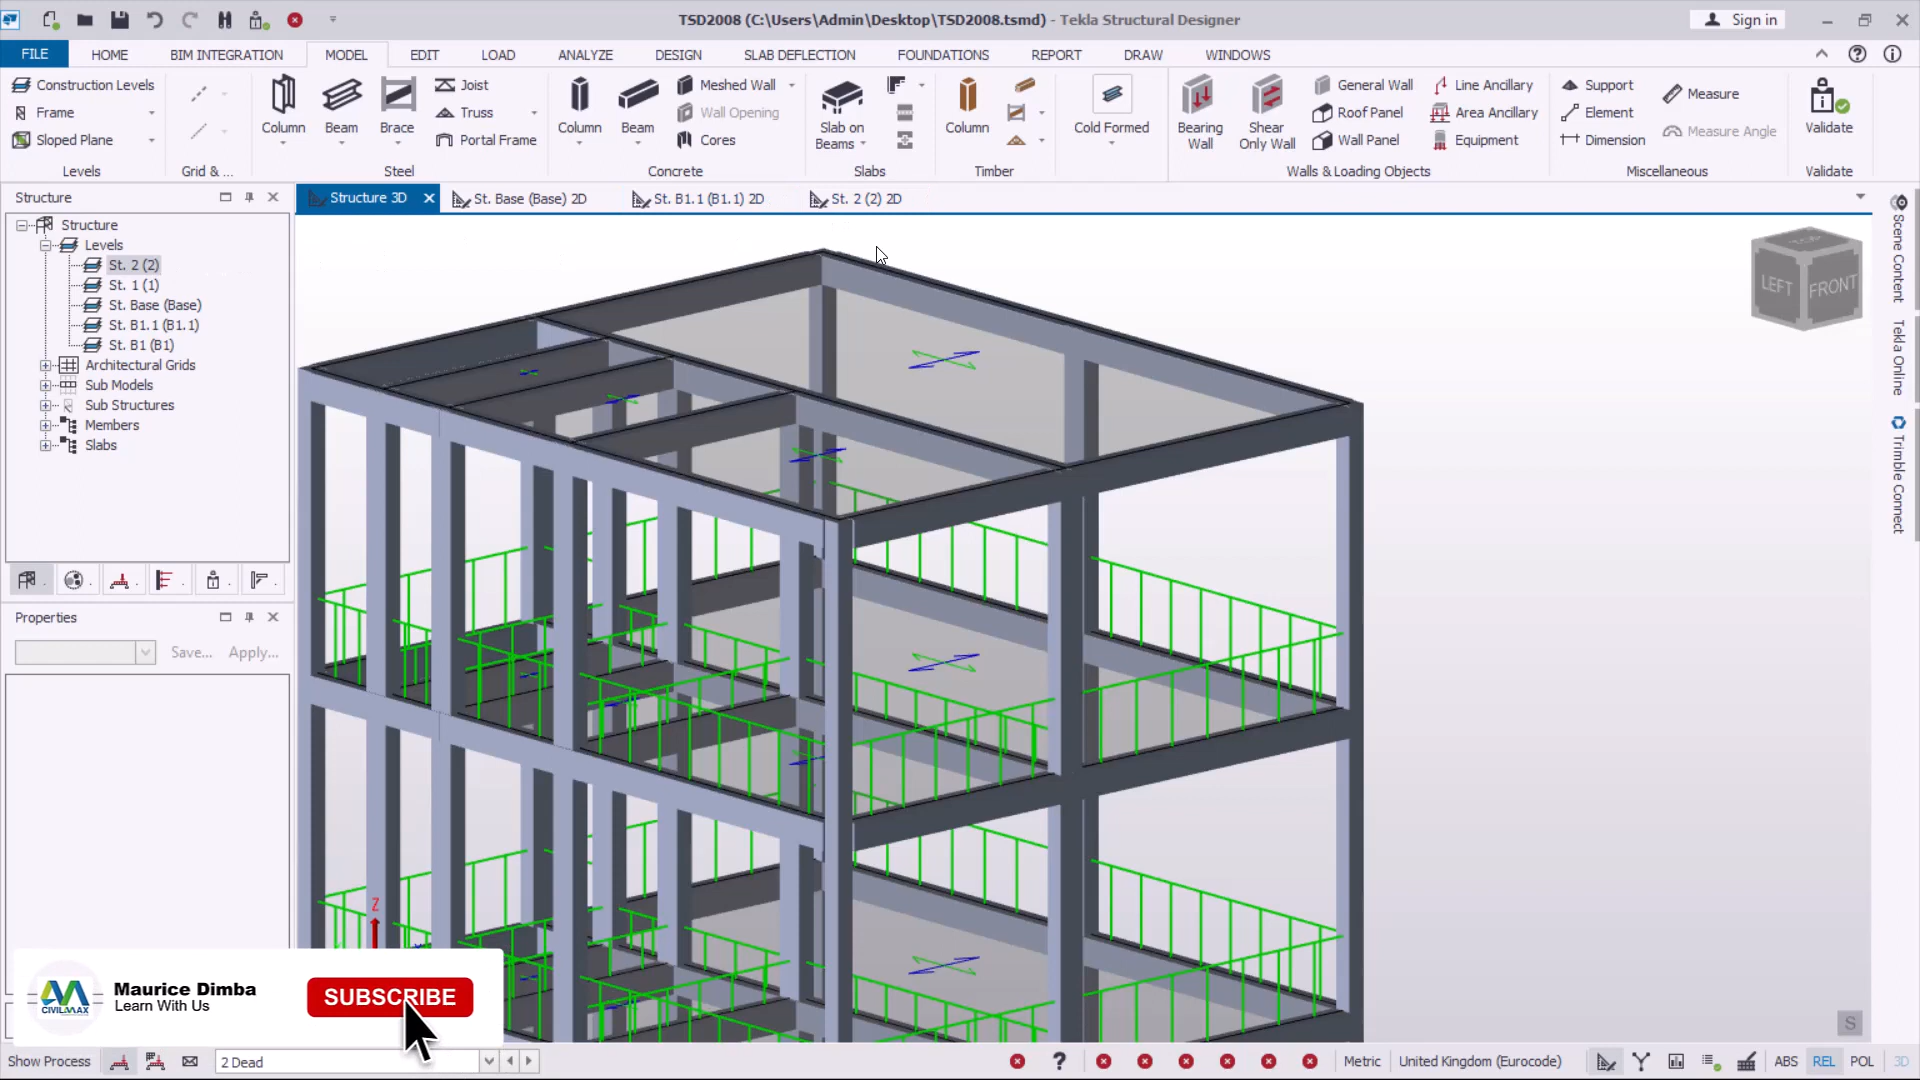 TSD2008 (C:\Users\Admin\Desktop\TSD2008.tsmd) - Tekla Structural Designer
Sign in
FILE HOME BIM INTEGRATION MODEL EDIT LOAD ANALYZE DESIGN SLAB DEFLECTION FOUNDATIONS REPORT DRAW WINDOWS
Construction Levels
Frame
Sloped Plane
Levels
Grid & ...
Column
Beam
Brace
Joist
Truss
Portal Frame
Steel
Column
Beam
Meshed Wall
Wall Opening
Cores
Concrete
Slab on
Beams
Slabs
Column
Timber
Cold Formed
Bearing
Wall
Shear
Only Wall
General Wall
Roof Panel
Wall Panel
Line Ancillary
Area Ancillary
Equipment
Walls & Loading Objects
Support
Element
Dimension
Measure
Measure Angle
Miscellaneous
Validate
Validate
Structure
Structure 3D
St. Base (Base) 2D
St. B1.1 (B1.1) 2D
St. 2 (2) 2D
Structure
Levels
St. 2 (2)
St. 1 (1)
St. Base (Base)
St. B1.1 (B1.1)
St. B1 (B1)
Architectural Grids
Sub Models
Sub Structures
Members
Slabs
Properties
Save...
Apply...
TOP
LEFT
FRONT
Scene Content
Tekla Online
Trimble Connect
Z
CIVILMAX
Maurice Dimba
Learn With Us
SUBSCRIBE
S
Show Process
2 Dead
Metric
United Kingdom (Eurocode)
ABS
REL
POL
3D